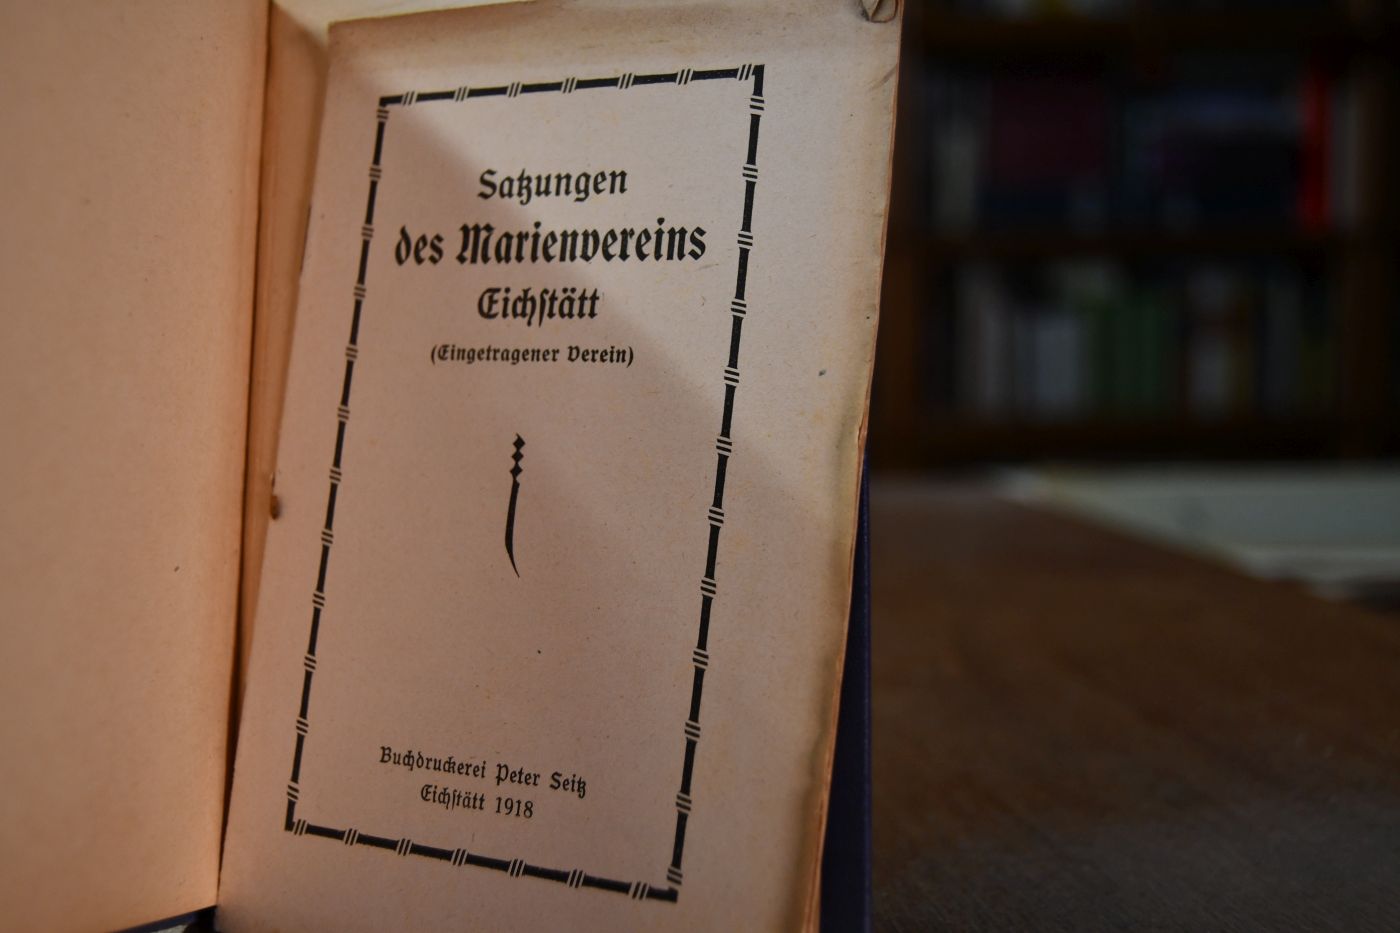 Satzungen
des Marienvereins
Eichstätt
(Eingetragener Verein)
Buchdruckerei Peter Seitz
Eichstätt 1918